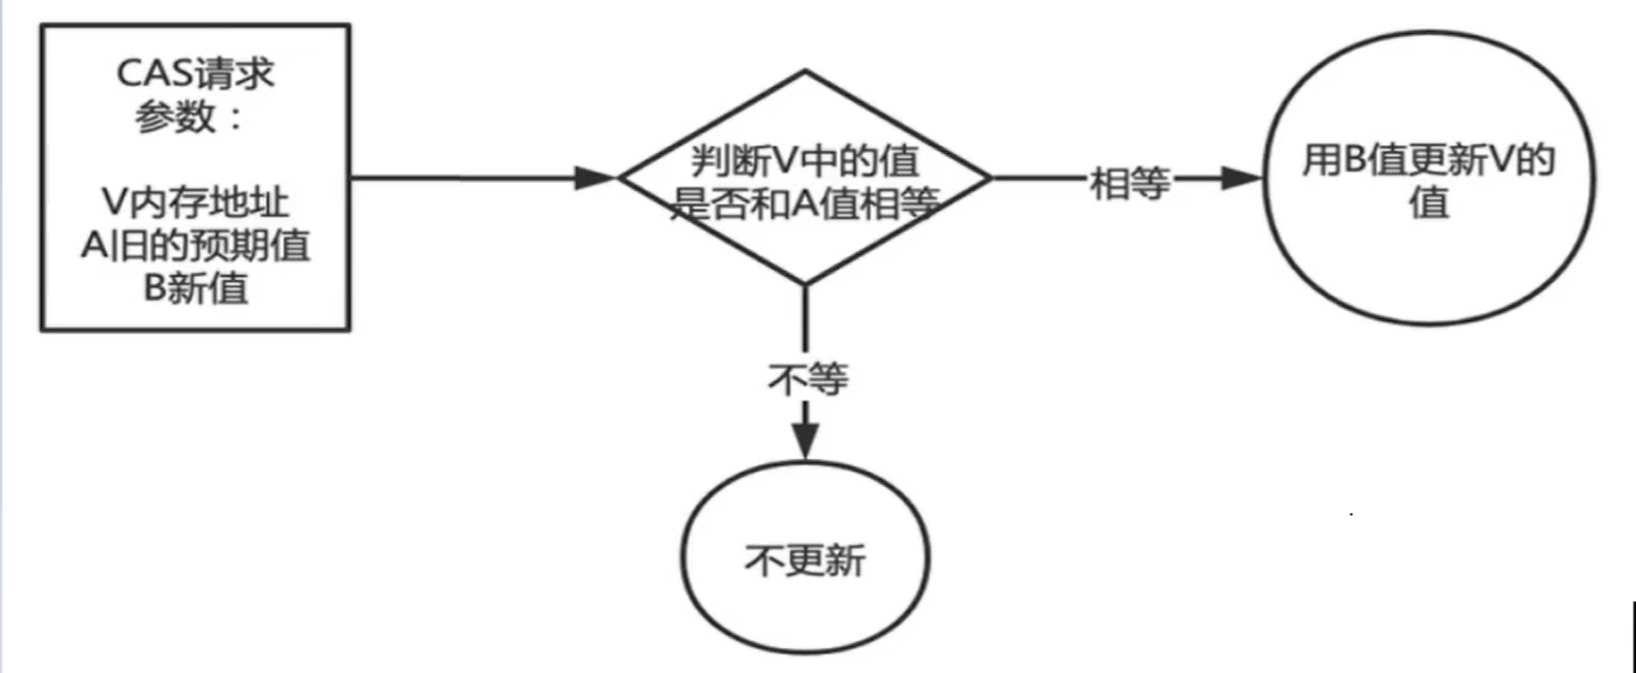 CAS请求
参数：
V内存地址
A旧的预期值
B新值
判断V中的值
是否和A值相等
相等
用B值更新V的
值
不等
不更新